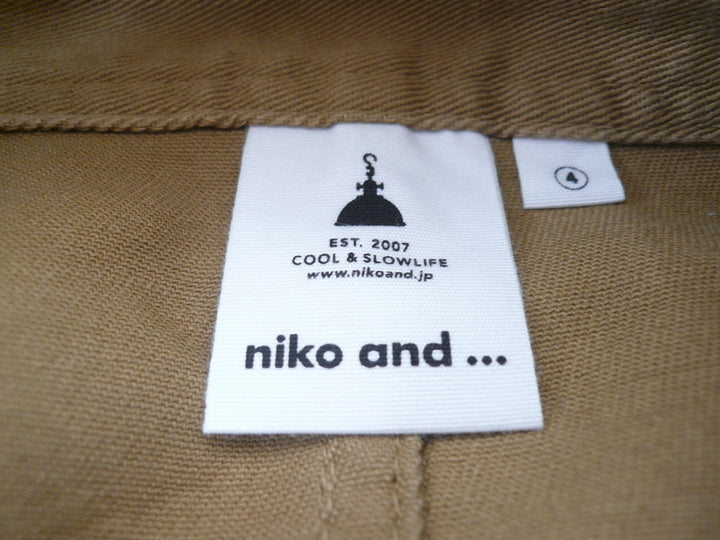 EST. 2007
COOL & SLOWLIFE
www.nikoand.jp
niko and ...
4